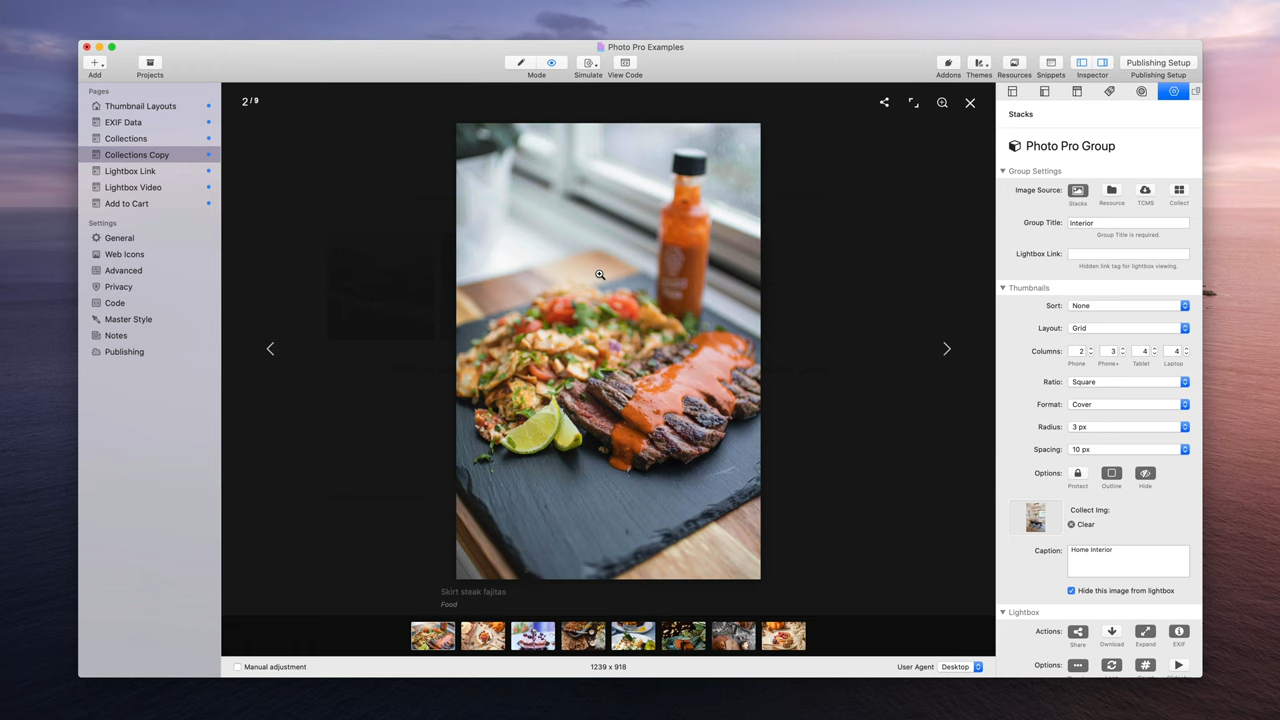 Photo Pro Examples
Add
Projects
Mode
Simulate
View Code
Addons
Themes
Resources
Snippets
Inspector
Publishing Setup
Publishing Setup
Pages
Thumbnail Layouts
EXIF Data
Collections
Collections Copy
Lightbox Link
Lightbox Video
Add to Cart
Settings
General
Web Icons
Advanced
Privacy
Code
Master Style
Notes
Publishing
2/9
Skirt steak fajitas
Food
Manual adjustment
1239 x 918
User Agent
Desktop
Stacks
Photo Pro Group
Group Settings
Image Source:
Stacks
Resource
TCMS
Collect
Group Title:
Interior
Group Title is required.
Lightbox Link:
Hidden link tag for lightbox viewing.
Thumbnails
Sort:
None
Layout:
Grid
Columns:
2
3
4
4
Phone
Phone+
Tablet
Laptop
Ratio:
Square
Format:
Cover
Radius:
3 px
Spacing:
10 px
Options:
Protect
Outline
Hide
Collect Img:
Clear
Caption:
Home Interior
Hide this image from lightbox
Lightbox
Actions:
Share
Dwnload
Expand
EXIF
Options: